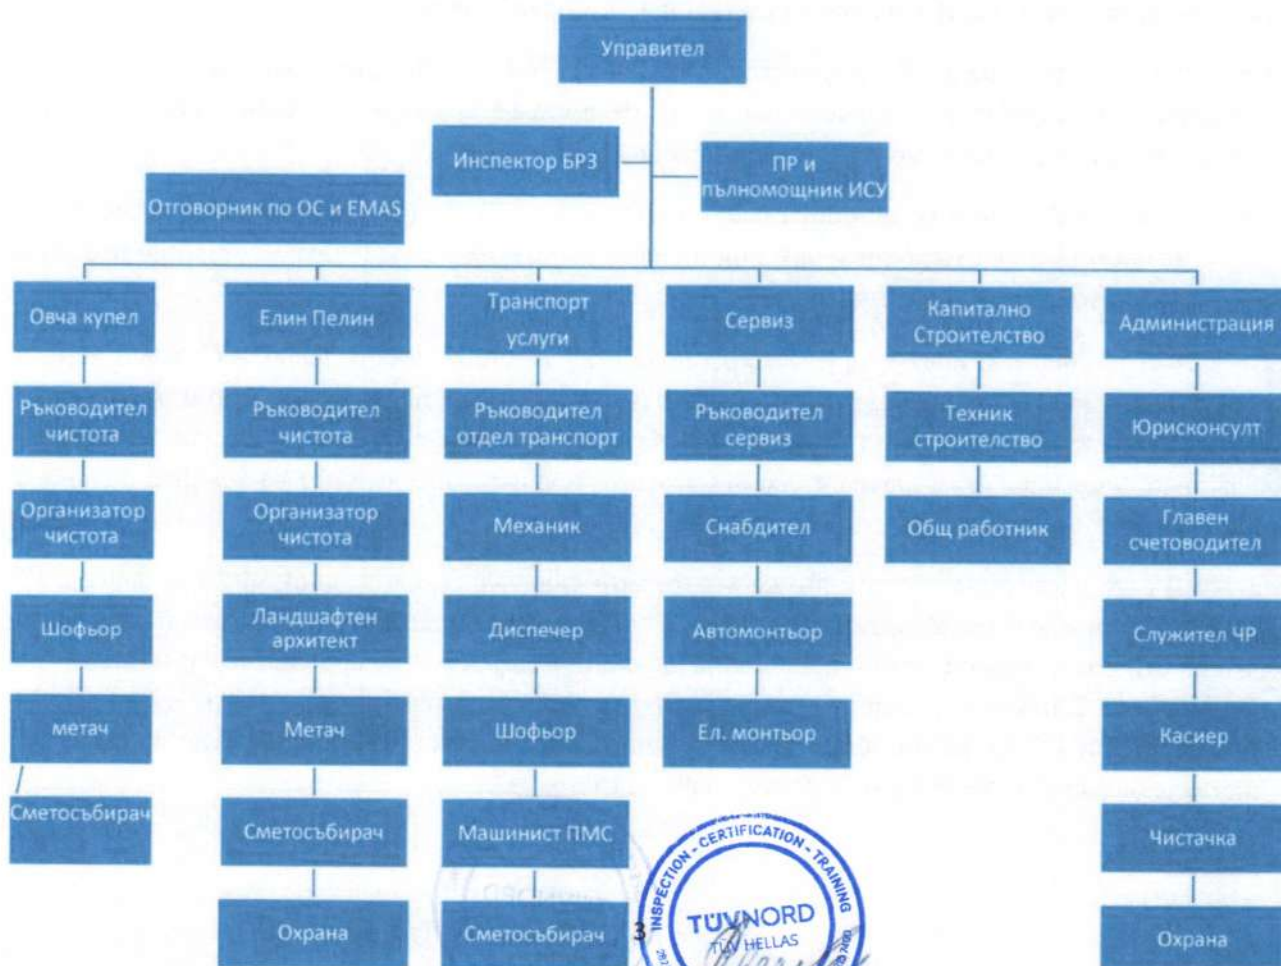 Управител
Инспектор БРЗ
ПР и
пълномощник ИСУ
Отговорник по ОС и EMAS
Овча купел
Ръководител
чистота
Организатор
чистота
Шофьор
метач
Сметосъбирач
Елин Пелин
Ръководител
чистота
Организатор
чистота
Ландшафтен
архитект
Метач
Сметосъбирач
Охрана
Транспорт
услуги
Ръководител
отдел транспорт
Механик
Диспечер
Шофьор
Машинист ПМС
Сметосъбирач
Сервиз
Ръководител
сервиз
Снабдител
Автомонтьор
Ел. монтьор
Капитално
Строителство
Техник
строителство
Общ работник
Администрация
Юрисконсулт
Главен
счетоводител
Служител ЧР
Касиер
Чистачка
Охрана
3
INSPECTION - CERTIFICATION - TRAINING
TÜVNORD
TÜV HELLAS